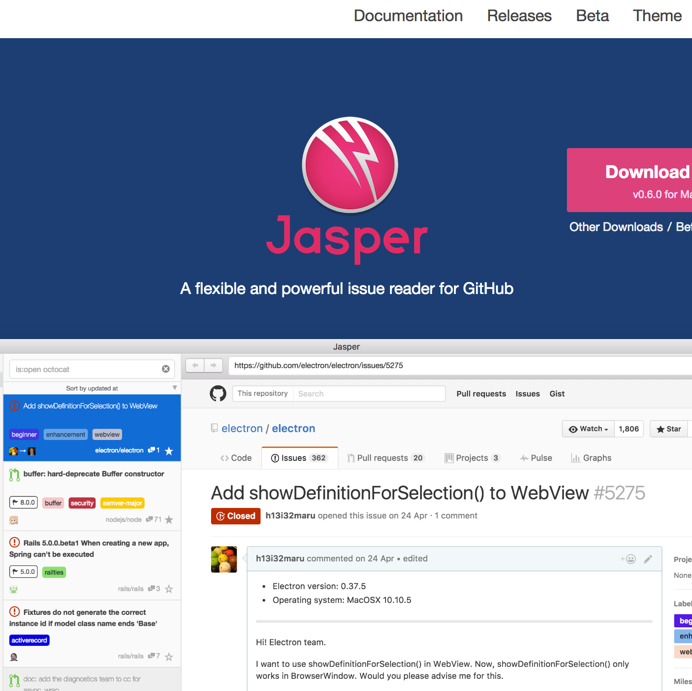 Documentation Releases Beta Theme
Jasper
Download
v0.6.0 for Ma
Other Downloads / Bet
A flexible and powerful issue reader for GitHub
Jasper
is:open octocat
https://github.com/electron/electron/issues/5275
Sort by updated at
This repository Search Pull requests Issues Gist
Add showDefinitionForSelection() to WebView
beginner enhancement webview
electron/electron 1
electron / electron Watch 1,806 Star
Code Issues 362 Pull requests 20 Projects 3 Pulse Graphs
buffer: hard-deprecate Buffer constructor
8.0.0 buffer security semver-major
nodejs/node 71
Add showDefinitionForSelection() to WebView #5275
Closed h13i32maru opened this issue on 24 Apr · 1 comment
Rails 5.0.0.beta1 When creating a new app,
Spring can't be executed
5.0.0 railties
rails/rails 3
h13i32maru commented on 24 Apr • edited
Electron version: 0.37.5
Operating system: MacOSX 10.10.5
Proje
None
Fixtures do not generate the correct
instance id if model class name ends 'Base'
activerecord
rails/rails 7
Label
beg
enh
web
Hi! Electron team.
I want to use showDefinitionForSelection() in WebView. Now, showDefinitionForSelection() only
works in BrowserWindow. Would you please advise me for this.
doc: add the diagnostics team to cc for
Miles